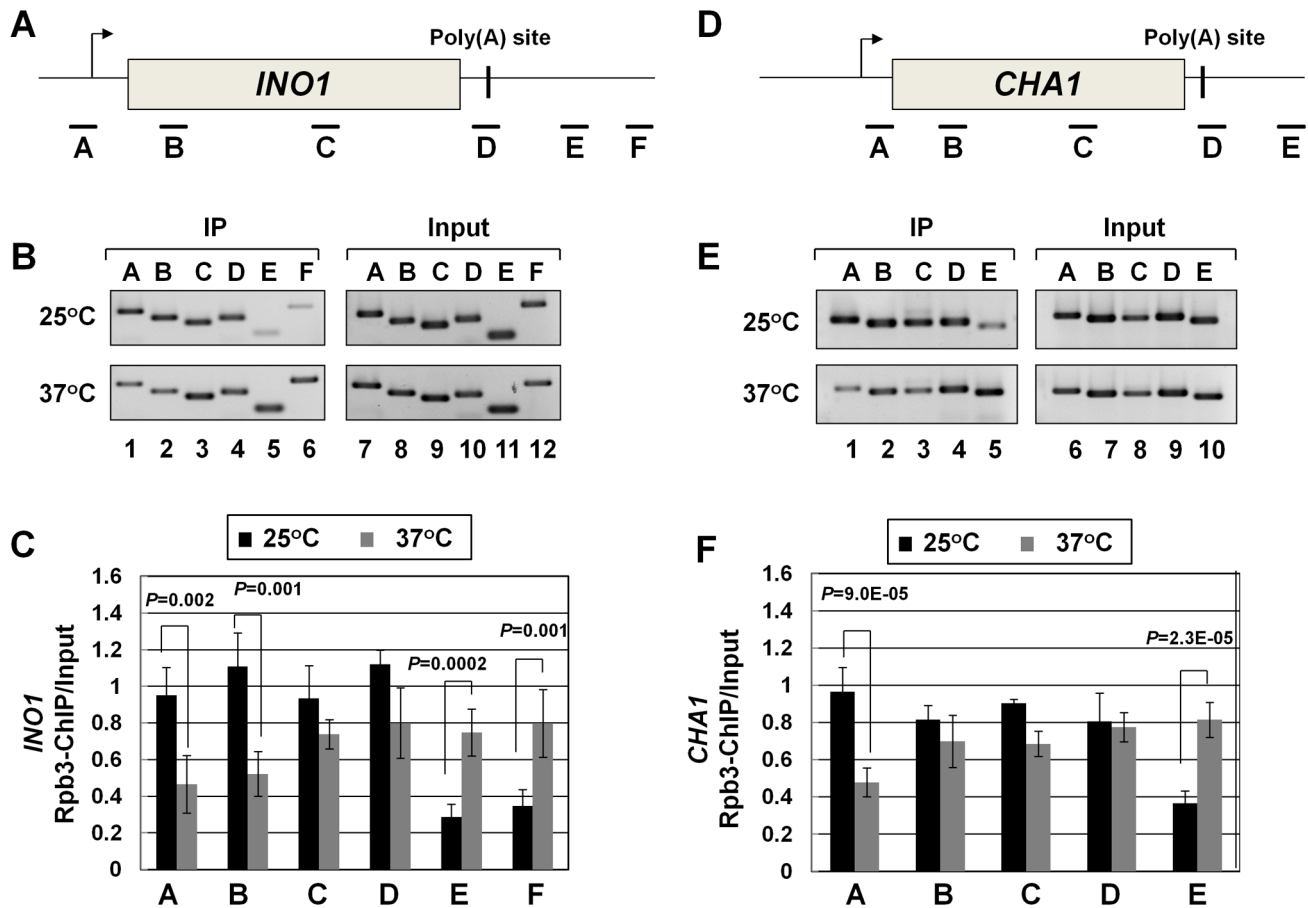 A
Poly(A) site
INO1
A B C D E F
B
IP
Input
A B C D E F
A B C D E F
25°C
37°C
1 2 3 4 5 6 7 8 9 10 11 12
C
25°C 37°C
INO1
Rpb3-ChIP/Input
1.6
1.4
1.2
1
0.8
0.6
0.4
0.2
0
P=0.002
P=0.001
P=0.0002
P=0.001
A B C D E F
D
Poly(A) site
CHA1
A B C D E
E
IP
Input
A B C D E
A B C D E
25°C
37°C
1 2 3 4 5 6 7 8 9 10
F
25°C 37°C
CHA1
Rpb3-ChIP/Input
1.6
1.4
1.2
1
0.8
0.6
0.4
0.2
0
P=9.0E-05
P=2.3E-05
A B C D E